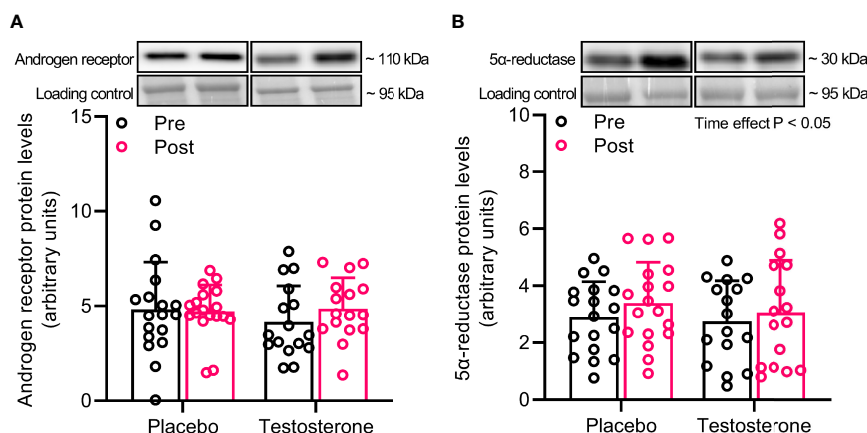 A
Androgen receptor
~ 110 kDa
Loading control
~ 95 kDa
15
10
5
0
Androgen receptor protein levels
(arbitrary units)
Pre
Post
Placebo
Testosterone
B
5α-reductase
~ 30 kDa
Loading control
~ 95 kDa
10
8
6
4
2
0
5α-reductase protein levels
(arbitrary units)
Pre
Post
Time effect P < 0.05
Placebo
Testosterone